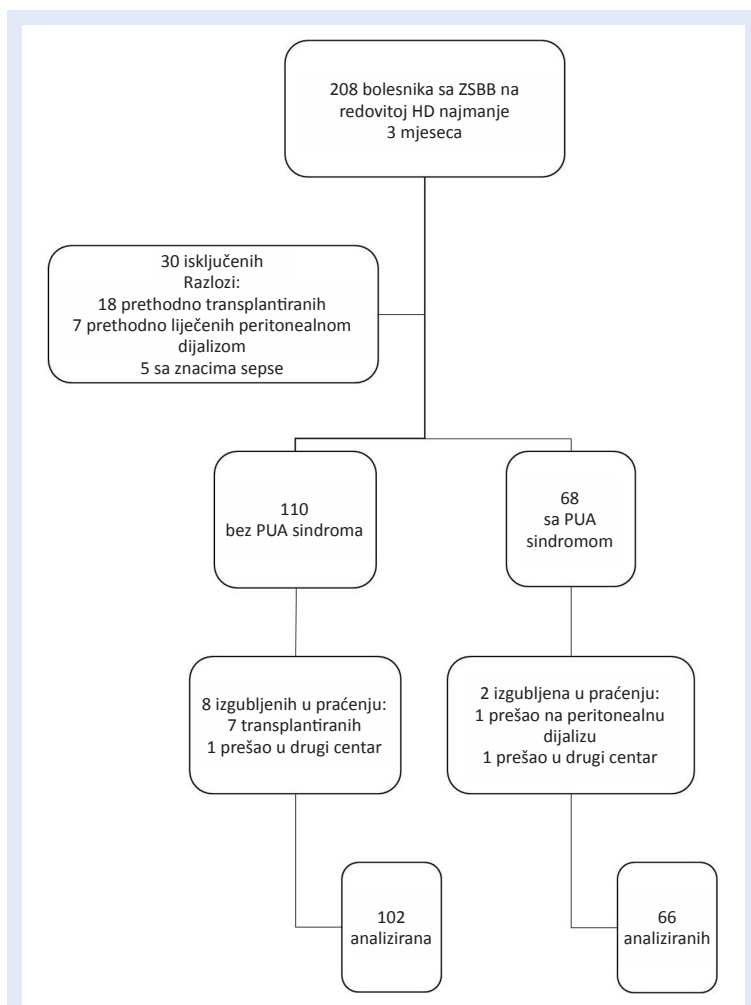 208 bolesnika sa ZSBB na
redovitoj HD najmanje
3 mjeseca
30 isključenih
Razlozi:
18 prethodno transplantiranih
7 prethodno liječenih peritonealnom
dijalizom
5 sa znacima sepse
110
bez PUA sindroma
68
sa PUA
sindromom
8 izgubljenih u praćenju:
7 transplantiranih
1 prešao u drugi centar
2 izgubljena u praćenju:
1 prešao na peritonealnu
dijalizu
1 prešao u drugi centar
102
analizirana
66
analiziranih